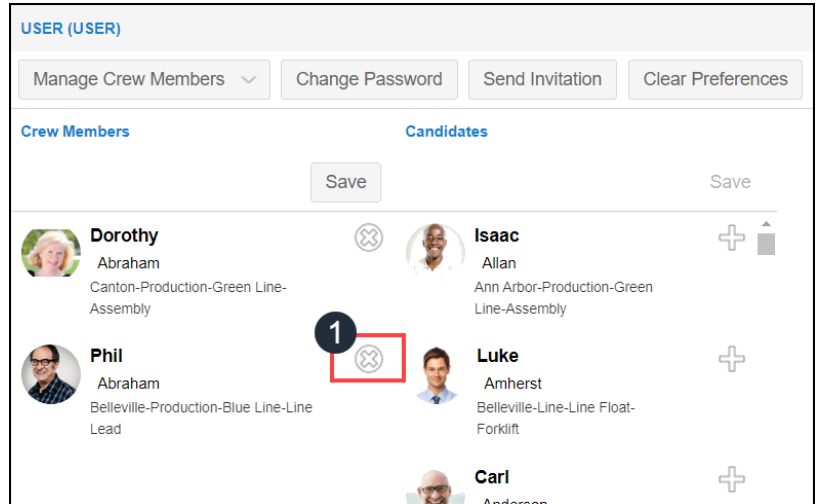 USER (USER)
Manage Crew Members
Change Password
Send Invitation
Clear Preferences
Crew Members
Candidates
Save
Save
Dorothy
Abraham
Canton-Production-Green Line-
Assembly
Isaac
Allan
Ann Arbor-Production-Green
Line-Assembly
1
Phil
Abraham
Belleville-Production-Blue Line-Line
Lead
Luke
Amherst
Belleville-Line-Line Float-
Forklift
Carl